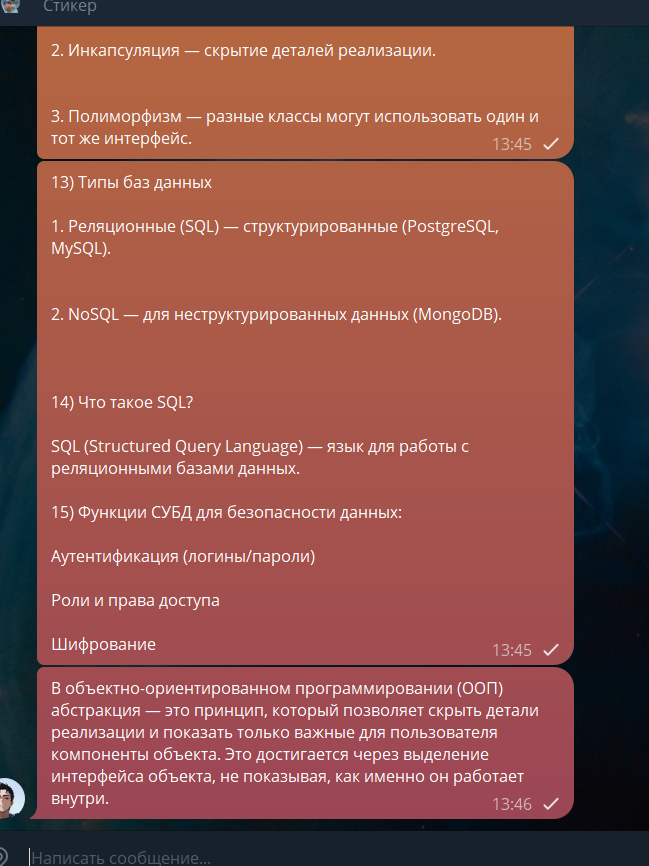 Стикер
2. Инкапсуляция — скрытие деталей реализации.
3. Полиморфизм — разные классы могут использовать один и
тот же интерфейс.
13:45
13) Типы баз данных
1. Реляционные (SQL) — структурированные (PostgreSQL,
MySQL).
2. NoSQL — для неструктурированных данных (MongoDB).
14) Что такое SQL?
SQL (Structured Query Language) — язык для работы с
реляционными базами данных.
15) Функции СУБД для безопасности данных:
Аутентификация (логины/пароли)
Роли и права доступа
Шифрование
13:45
В объектно-ориентированном программировании (ООП)
абстракция — это принцип, который позволяет скрыть детали
реализации и показать только важные для пользователя
компоненты объекта. Это достигается через выделение
интерфейса объекта, не показывая, как именно он работает
внутри.
13:46
Написать сообщение...